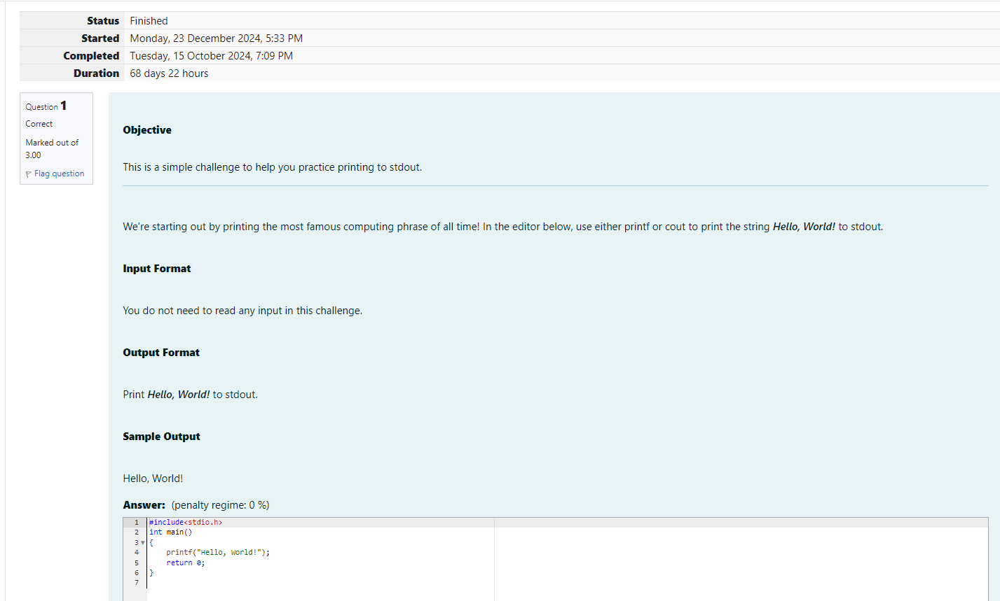 Status Finished
Started Monday, 23 December 2024, 5:33 PM
Completed Tuesday, 15 October 2024, 7:09 PM
Duration 68 days 22 hours
Question 1
Correct
Marked out of
3.00
Flag question
Objective
This is a simple challenge to help you practice printing to stdout.
We're starting out by printing the most famous computing phrase of all time! In the editor below, use either printf or cout to print the string Hello, World! to stdout.
Input Format
You do not need to read any input in this challenge.
Output Format
Print Hello, World! to stdout.
Sample Output
Hello, World!
Answer: (penalty regime: 0 %)
1 #include<stdio.h>
2 int main()
3 {
4 printf("Hello, World!");
5 return 0;
6 }
7